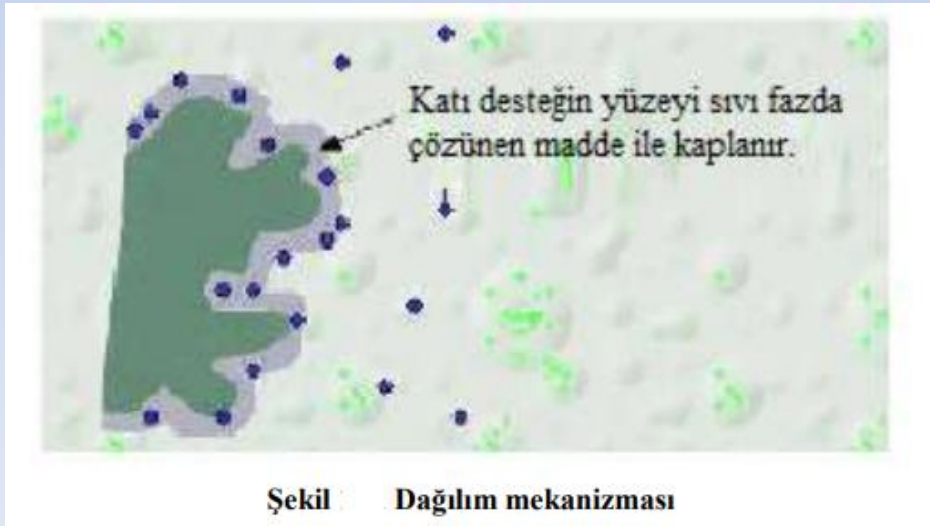 Katı desteğin yüzeyi sıvı fazda
çözünen madde ile kaplanır.
Şekil Dağılım mekanizması